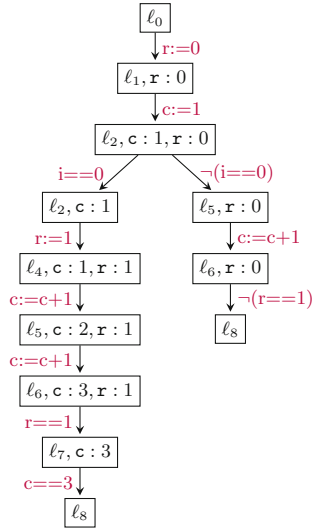 ℓ₀
r:=0
ℓ₁, r : 0
c:=1
ℓ₂, c : 1, r : 0
i==0 ¬(i==0)
ℓ₂, c : 1 ℓ₅, r : 0
r:=1 c:=c+1
ℓ₄, c : 1, r : 1 ℓ₆, r : 0
c:=c+1 ¬(r==1)
ℓ₅, c : 2, r : 1 ℓ₈
c:=c+1
ℓ₆, c : 3, r : 1
r==1
ℓ₇, c : 3
c==3
ℓ₈